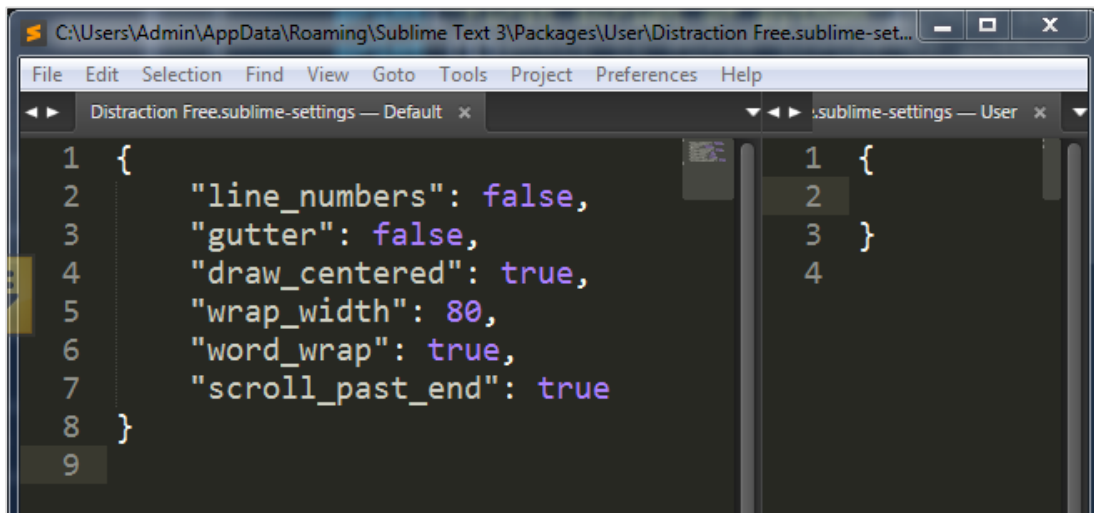 C:\Users\Admin\AppData\Roaming\Sublime Text 3\Packages\User\Distraction Free.sublime-set...
File Edit Selection Find View Goto Tools Project Preferences Help
Distraction Free.sublime-settings — Default
.sublime-settings — User
1 {
2 "line_numbers": false,
3 "gutter": false,
4 "draw_centered": true,
5 "wrap_width": 80,
6 "word_wrap": true,
7 "scroll_past_end": true
8 }
9
1 {
2
3 }
4